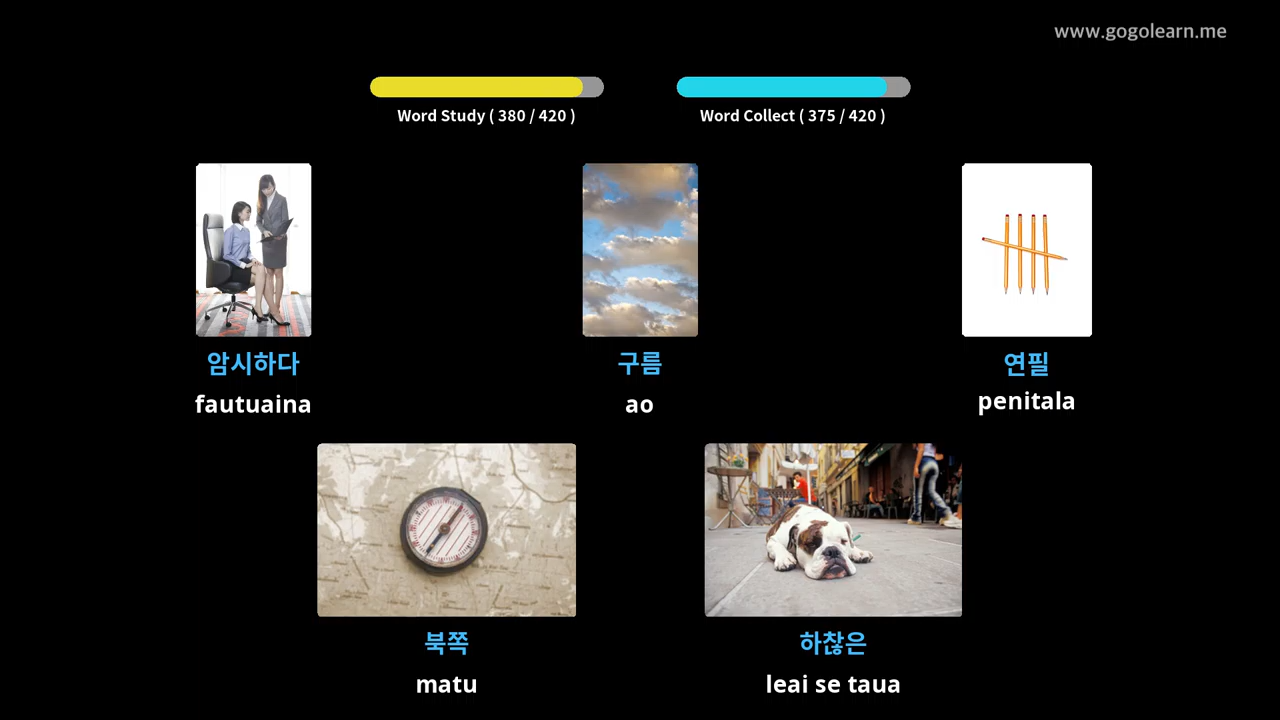 www.gogolearn.me
Word Study ( 380 / 420 )
Word Collect ( 375 / 420 )
암시하다
fautuaina
구름
ao
연필
penitala
북쪽
matu
하찮은
leai se taua